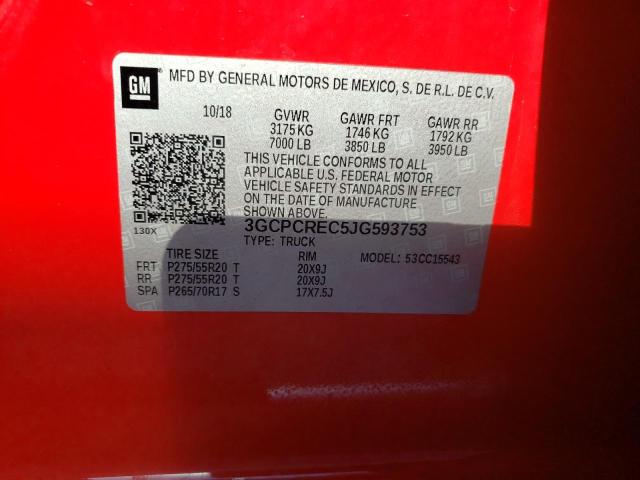 GM ® MFD BY GENERAL MOTORS DE MEXICO, S. DE R.L. DE C.V.
10/18 GVWR GAWR FRT GAWR RR
3175 KG 1746 KG 1792 KG
7000 LB 3850 LB 3950 LB
THIS VEHICLE CONFORMS TO ALL
APPLICABLE U.S. FEDERAL MOTOR
VEHICLE SAFETY STANDARDS IN EFFECT
ON THE DATE OF MANUFACTURE
SHOWN ABOVE.
130X
3GCPCREC5JG593753
TYPE: TRUCK
TIRE SIZE RIM MODEL: 53CC15543
FRT P275/55R20 T 20X9J
RR P275/55R20 T 20X9J
SPA P265/70R17 S 17X7.5J